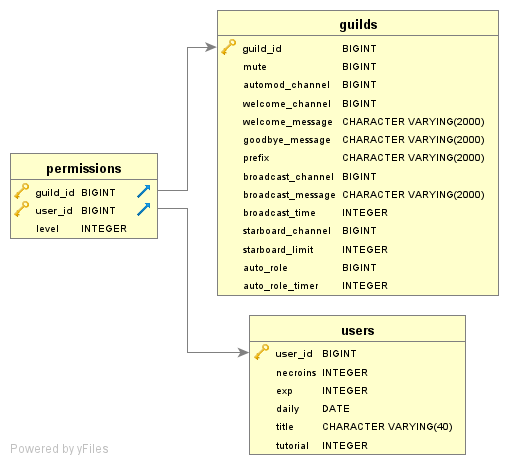 guilds
guild_id BIGINT
mute BIGINT
automod_channel BIGINT
welcome_channel BIGINT
welcome_message CHARACTER VARYING(2000)
goodbye_message CHARACTER VARYING(2000)
prefix CHARACTER VARYING(2000)
broadcast_channel BIGINT
broadcast_message CHARACTER VARYING(2000)
broadcast_time INTEGER
starboard_channel BIGINT
starboard_limit INTEGER
auto_role BIGINT
auto_role_timer INTEGER
permissions
guild_id BIGINT
user_id BIGINT
level INTEGER
users
user_id BIGINT
necroins INTEGER
exp INTEGER
daily DATE
title CHARACTER VARYING(40)
tutorial INTEGER
Powered by yFiles